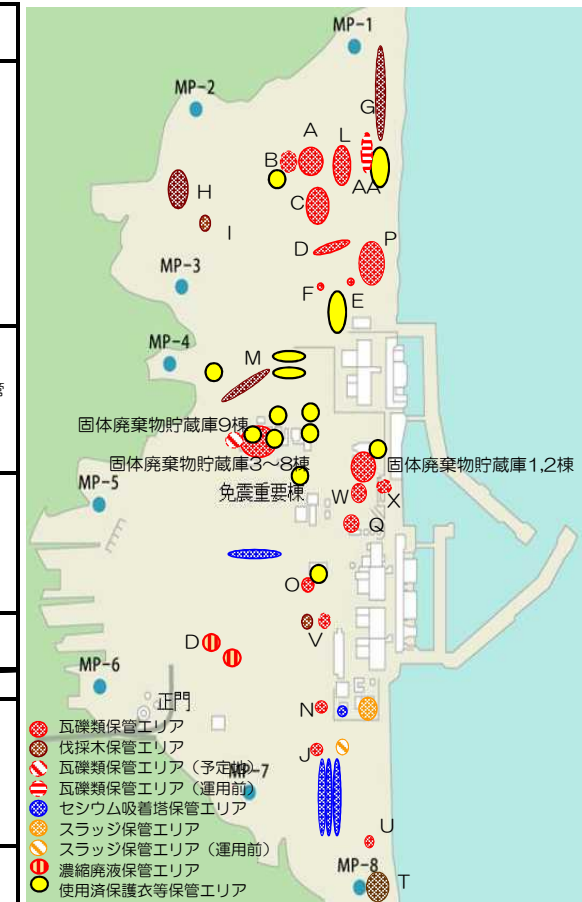 MP-1
MP-2
G
A
L
B
AA
H
C
I
D
P
MP-3
F
E
MP-4
M
管
固体廃棄物貯蔵庫9棟
固体廃棄物貯蔵庫3～8棟
固体廃棄物貯蔵庫1,2棟
MP-5
免震重要棟
W
X
Q
O
V
D
MP-6
正門
N
瓦礫類保管エリア
伐採木保管エリア
J
瓦礫類保管エリア（予定地）
MP-7
瓦礫類保管エリア（運用前）
セシウム吸着塔保管エリア
スラッジ保管エリア
U
スラッジ保管エリア（運用前）
濃縮廃液保管エリア
MP-8
使用済保護衣等保管エリア
T